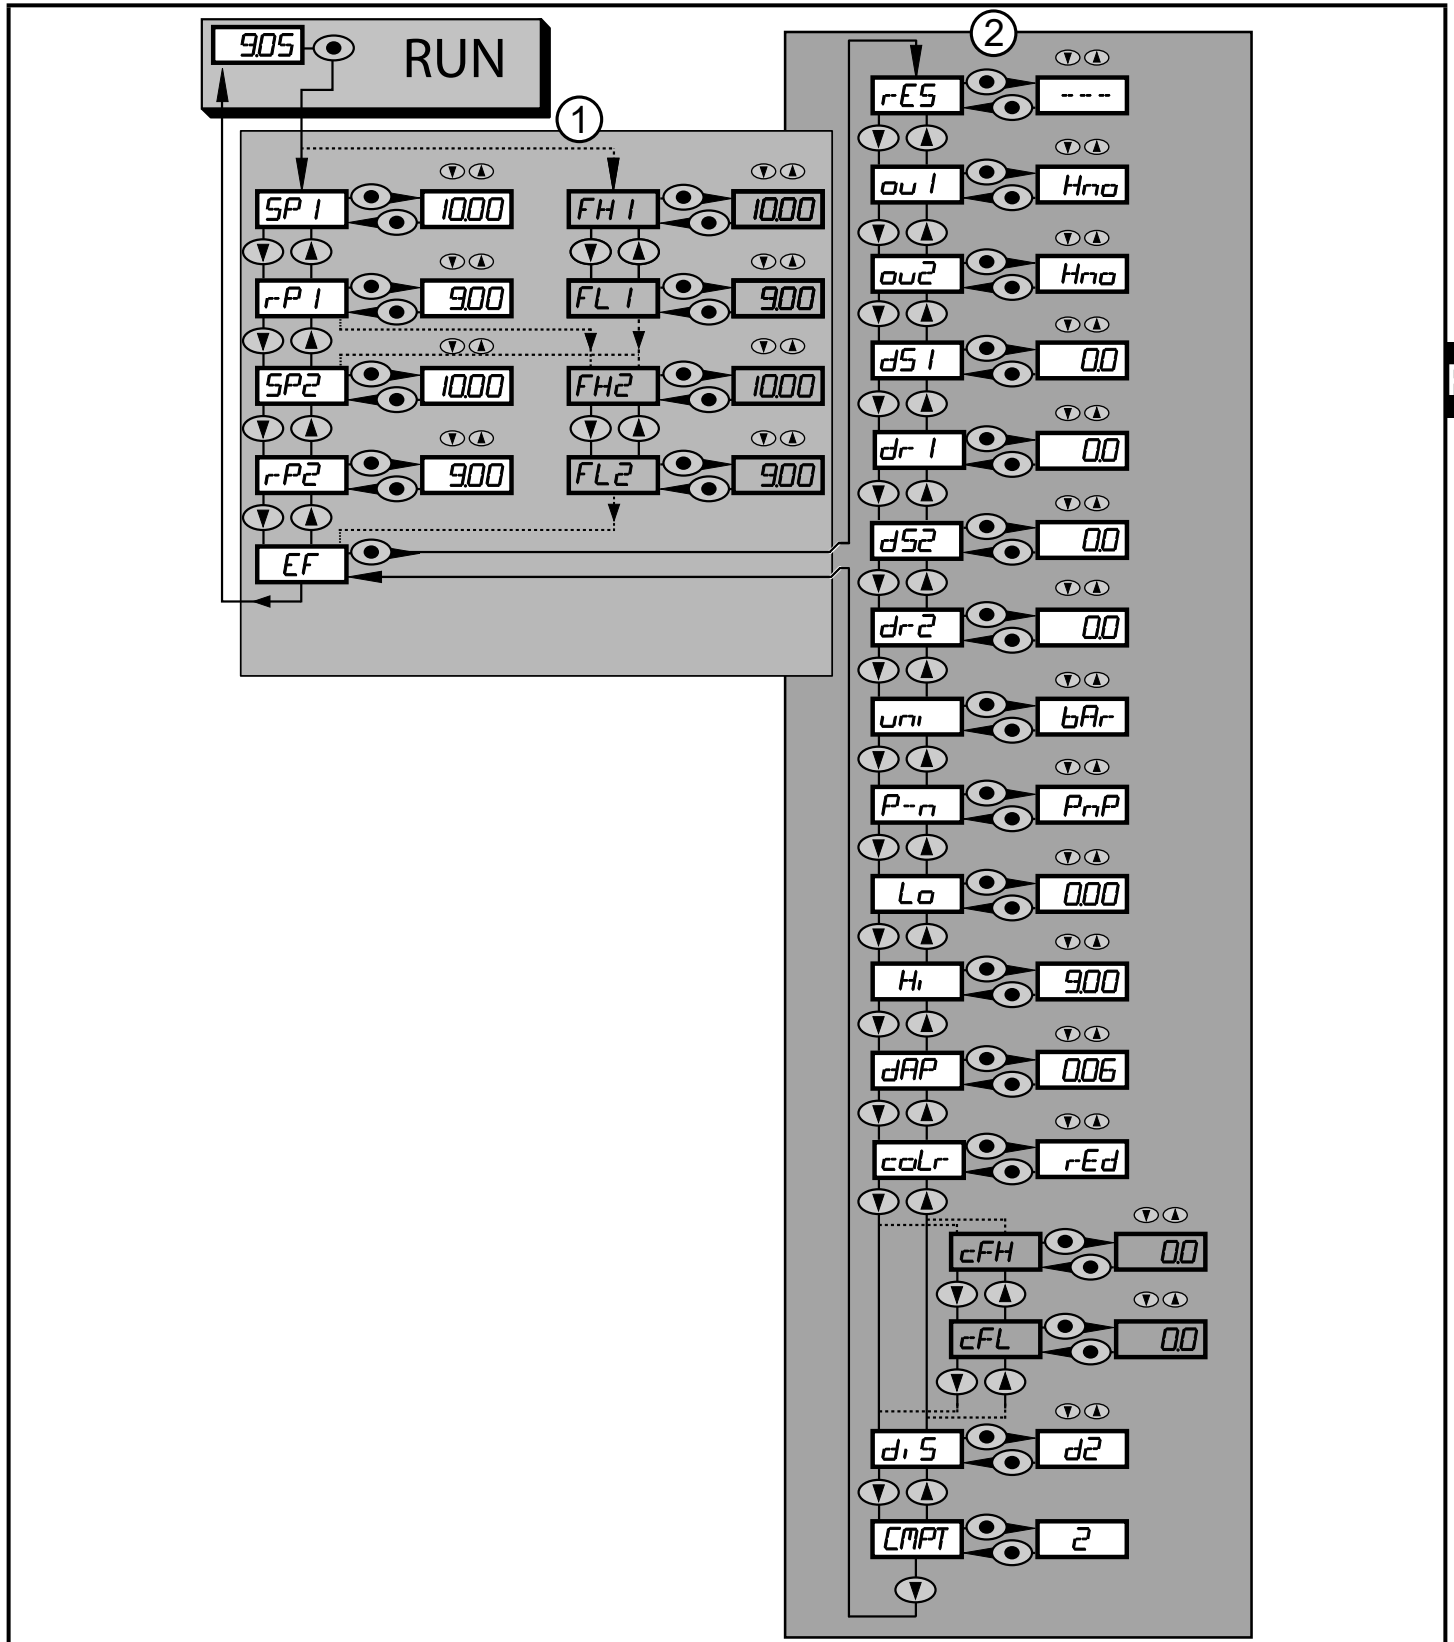 9.05 RUN
1
2
SP1 10.00 FH1 10.00
rP1 9.00 FL1 9.00
SP2 10.00 FH2 10.00
rP2 9.00 FL2 9.00
EF
rES ---
ou1 Hno
ou2 Hno
dS1 0.0
dr1 0.0
dS2 0.0
dr2 0.0
uni bAr
P-n PnP
Lo 0.00
Hi 9.00
dAP 0.06
coLr rEd
cFH 0.0
cFL 0.0
diS d2
CMPT 2